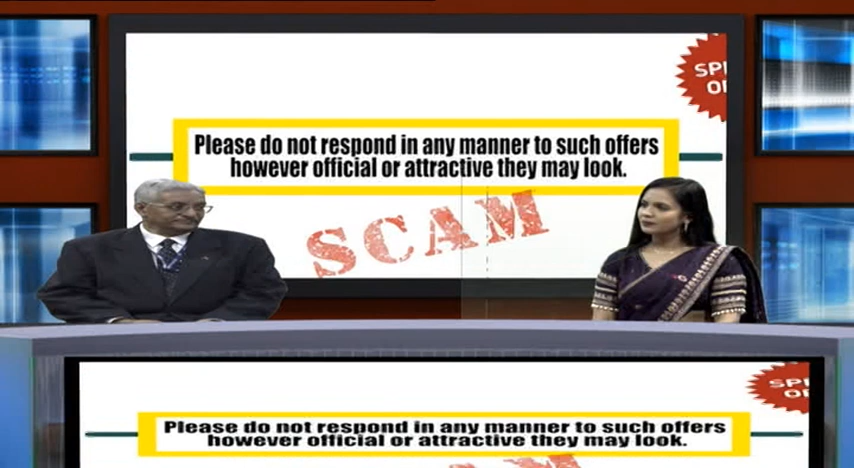 Please do not respond in any manner to such offers
however official or attractive they may look.
SCAM
Please do not respond in any manner to such offers
however official or attractive they may look.